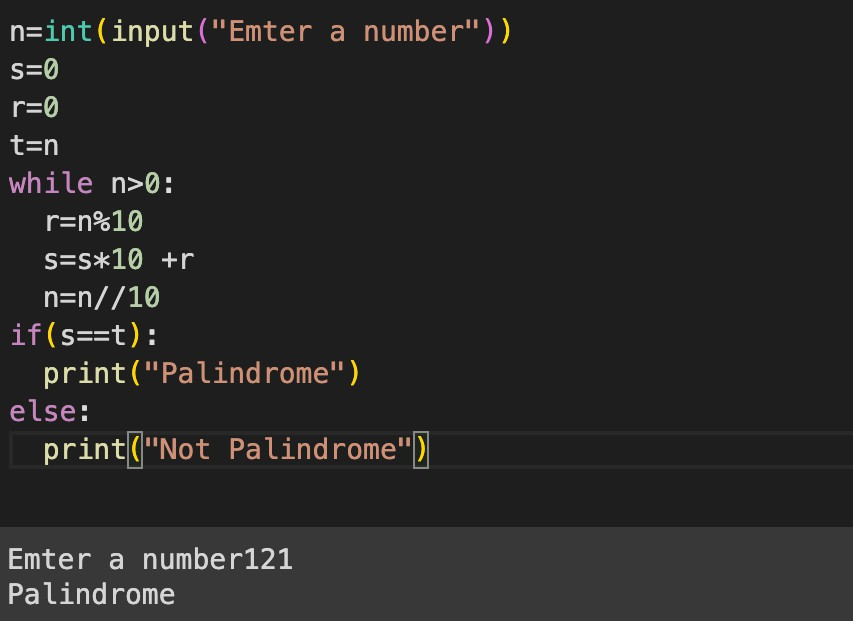 n=int(input("Emter a number"))
s=0
r=0
t=n
while n>0:
  r=n%10
  s=s*10 +r
  n=n//10
if(s==t):
  print("Palindrome")
else:
  print("Not Palindrome")
Emter a number121
Palindrome